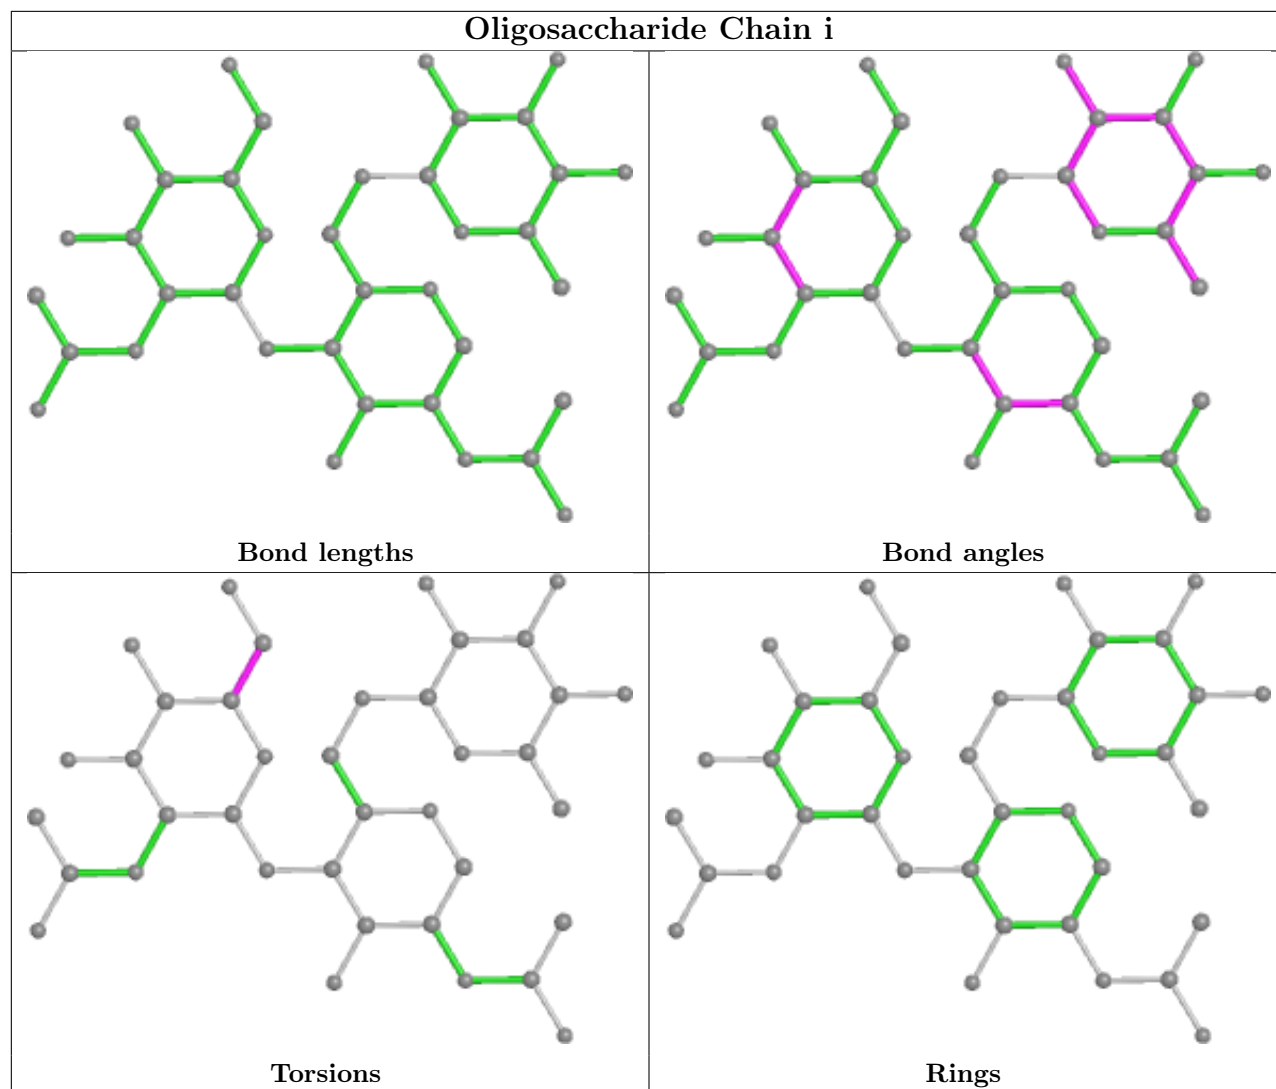 Oligosaccharide Chain i
Bond lengths
Bond angles
Torsions
Rings